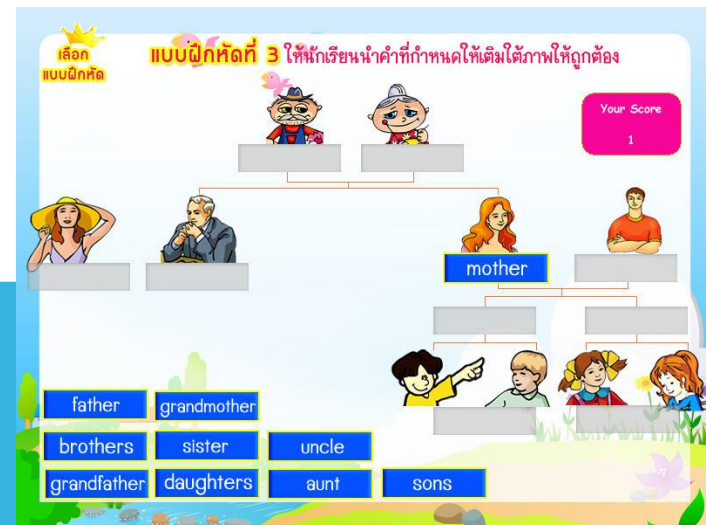 เลือก
แบบฝึกหัด
แบบฝึกหัดที่ 3 ให้นักเรียนนำคำที่กำหนดให้เติมใต้ภาพให้ถูกต้อง
Your Score
1
mother
father grandmother
brothers sister uncle
grandfather daughters aunt sons